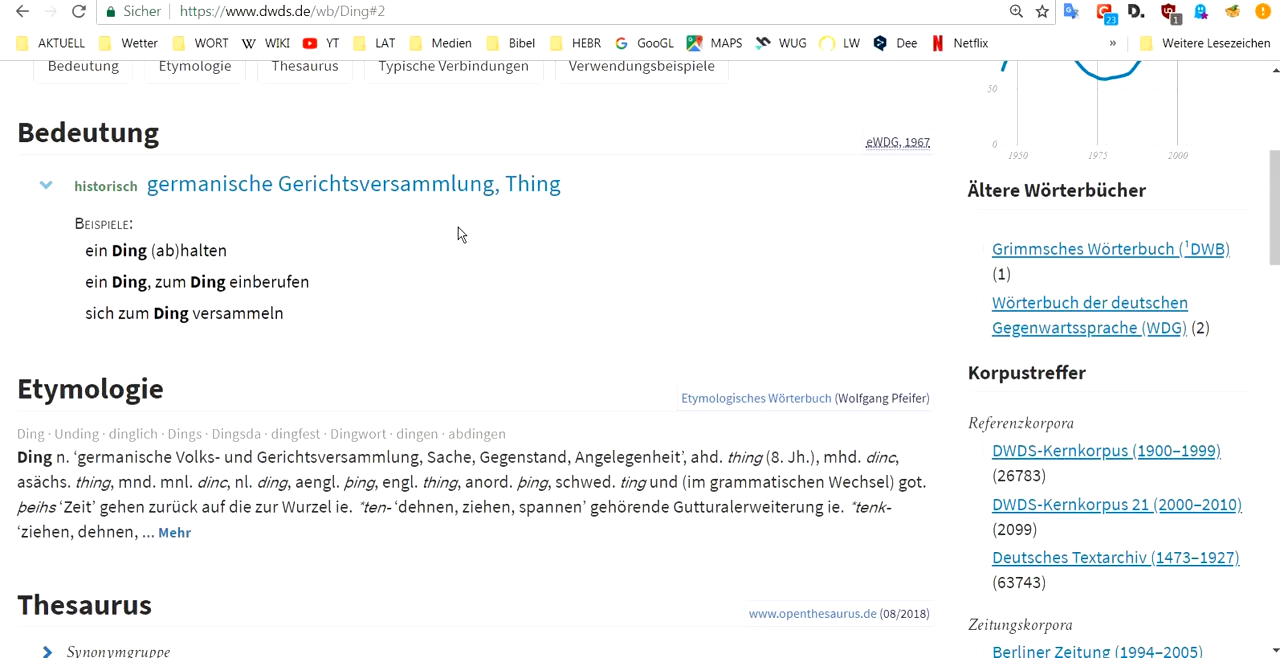 Sicher
https://www.dwds.de/wb/Ding#2
23
1
AKTUELL Wetter WORT WIKI YT LAT Medien Bibel HEBR GooGL MAPS WUG LW Dee Netflix » Weitere Lesezeichen
Bedeutung Etymologie Thesaurus Typische Verbindungen Verwendungsbeispiele
Bedeutung
eWDG, 1967
historisch germanische Gerichtsversammlung, Thing
BEISPIELE:
ein Ding (ab)halten
ein Ding, zum Ding einberufen
sich zum Ding versammeln
Etymologie
Etymologisches Wörterbuch (Wolfgang Pfeifer)
Ding · Unding · dinglich · Dings · Dingsda · dingfest · Dingwort · dingen · abdingen
Ding n. ‘germanische Volks- und Gerichtsversammlung, Sache, Gegenstand, Angelegenheit’, ahd. thing (8. Jh.), mhd. dinc,
asächs. thing, mnd. mnl. dinc, nl. ding, aengl. þing, engl. thing, anord. þing, schwed. ting und (im grammatischen Wechsel) got.
þeihs ‘Zeit’ gehen zurück auf die zur Wurzel ie. *ten- ‘dehnen, ziehen, spannen’ gehörende Gutturalerweiterung ie. *tenk-
‘ziehen, dehnen, ... Mehr
Thesaurus
www.openthesaurus.de (08/2018)
Synonymgruppe
50
0
1950 1975 2000
Ältere Wörterbücher
Grimmsches Wörterbuch (¹DWB)
(1)
Wörterbuch der deutschen
Gegenwartssprache (WDG) (2)
Korpustreffer
Referenzkorpora
DWDS-Kernkorpus (1900–1999)
(26783)
DWDS-Kernkorpus 21 (2000–2010)
(2099)
Deutsches Textarchiv (1473–1927)
(63743)
Zeitungskorpora
Berliner Zeitung (1994–2005)